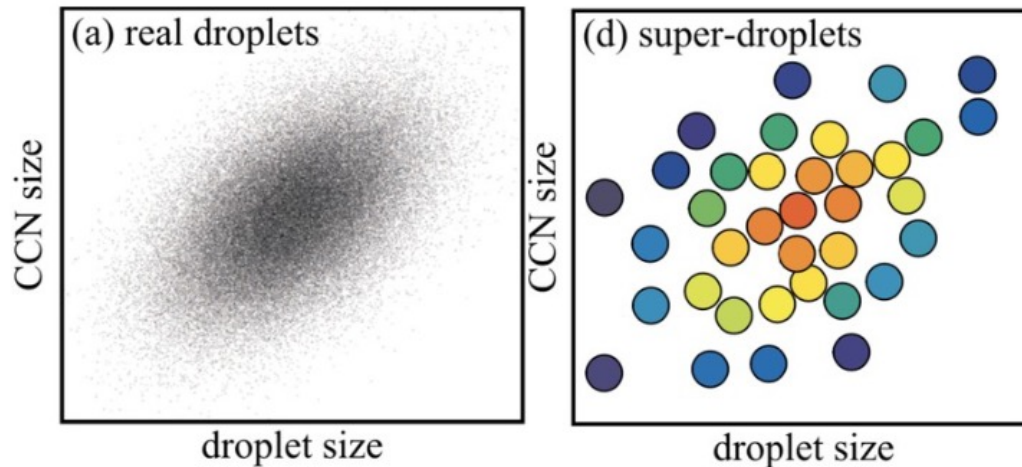 (a) real droplets
CCN size
droplet size
(d) super-droplets
CCN size
droplet size